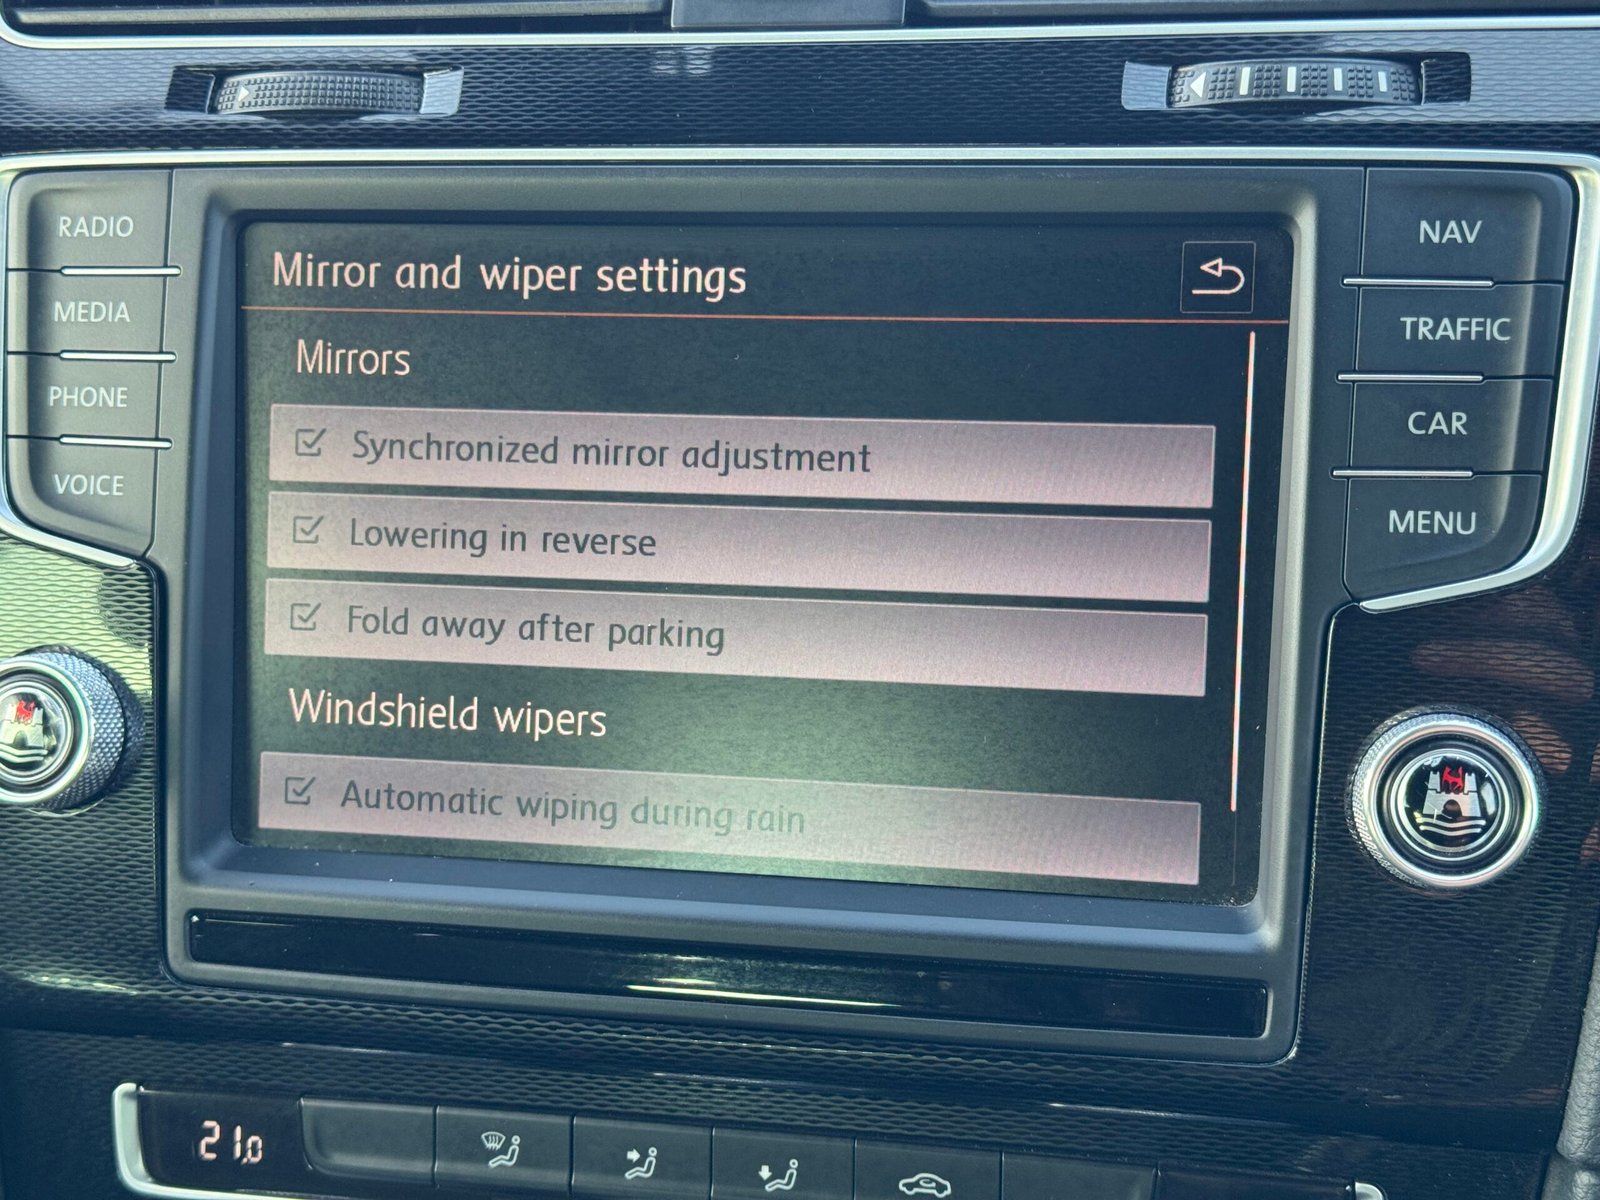 RADIO
MEDIA
PHONE
VOICE
Mirror and wiper settings
Mirrors
Synchronized mirror adjustment
Lowering in reverse
Fold away after parking
Windshield wipers
Automatic wiping during rain
NAV
TRAFFIC
CAR
MENU
21.0